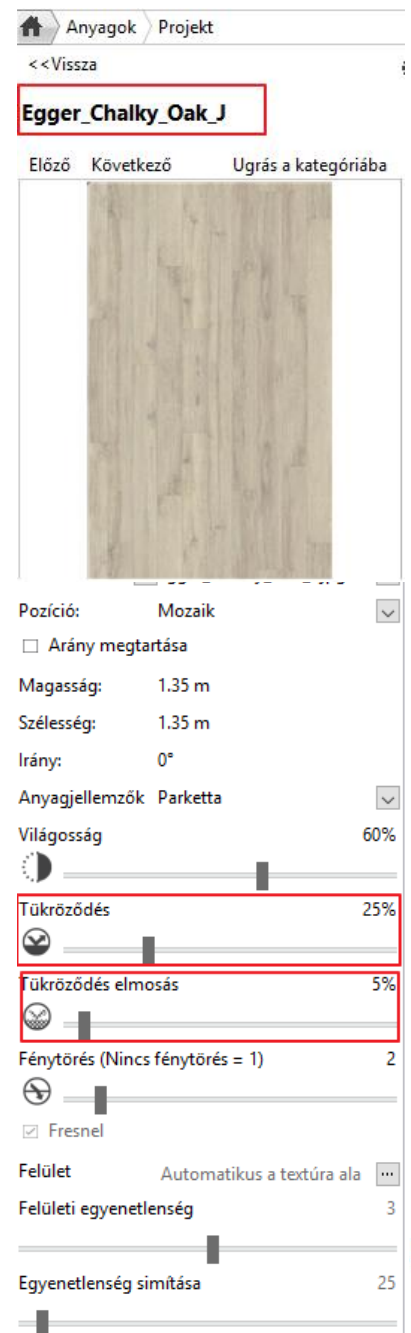 Anyagok Projekt
<<Vissza
Egger_Chalky_Oak_J
Előző Következő Ugrás a kategóriába
Pozíció: Mozaik
Arány megtartása
Magasság: 1.35 m
Szélesség: 1.35 m
Irány: 0°
Anyagjellemzők Parketta
Világosság 60%
Tükröződés 25%
Tükröződés elmosás 5%
Fénytörés (Nincs fénytörés = 1) 2
Fresnel
Felület Automatikus a textúra ala ...
Felületi egyenetlenség 3
Egyenetlenség simítása 25